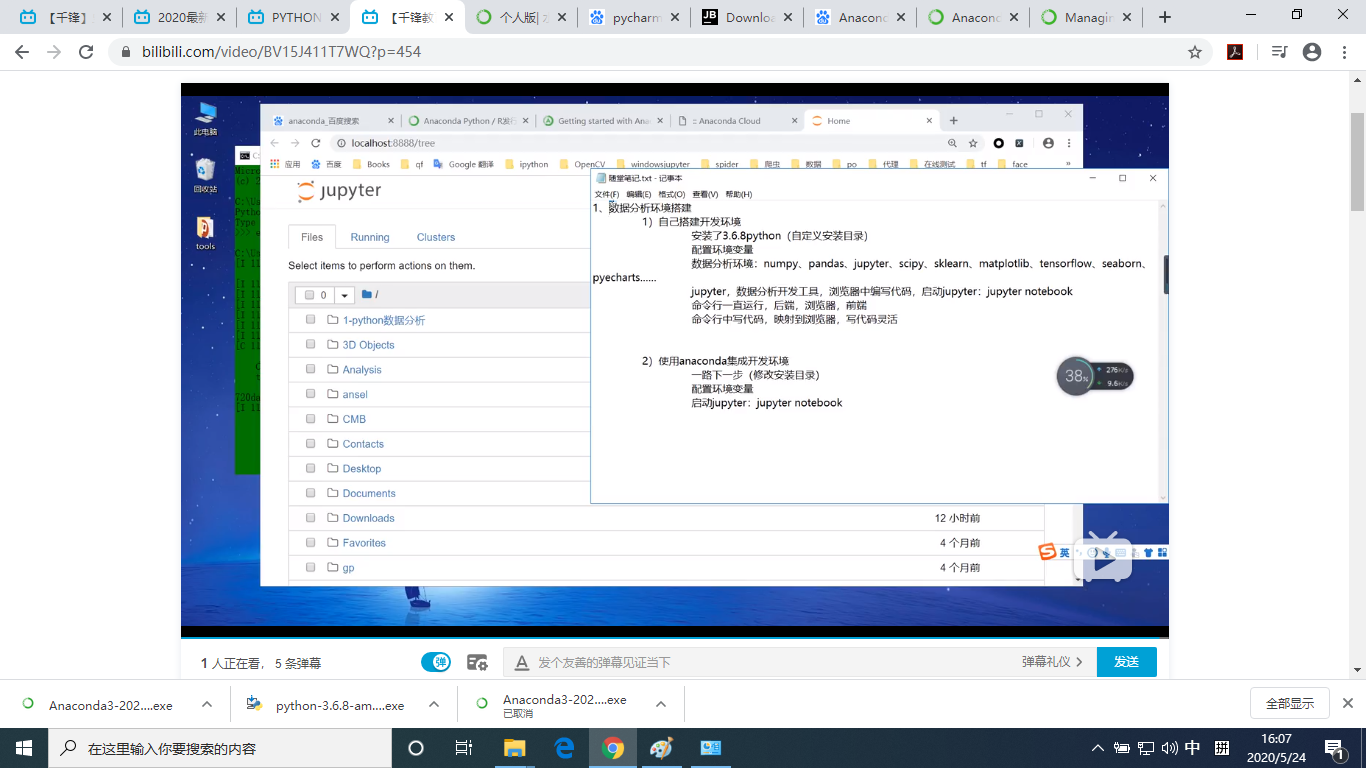 【千锋】
2020最新
PYTHON
【千锋教
个人版|
pycharm
Downloa
Anacond
Anacond
Managin
bilibili.com/video/BV15J411T7WQ?p=454
此电脑
回收站
tools
anaconda_百度搜索
Anaconda Python / R发行
Getting started with Ana
:: Anaconda Cloud
Home
localhost:8888/tree
应用
百度
Books
qf
Google 翻译
ipython
OpenCV
windowsjupyter
spider
爬虫
数据
po
代理
在线测试
tf
face
»
jupyter
Files
Running
Clusters
Select items to perform actions on them.
0
/
1-python数据分析
3D Objects
Analysis
ansel
CMB
Contacts
Desktop
Documents
Downloads
12 小时前
Favorites
4 个月前
gp
4 个月前
随堂笔记.txt - 记事本
文件(F) 编辑(E) 格式(O) 查看(V) 帮助(H)
1、数据分析环境搭建
1）自己搭建开发环境
安装了3.6.8python（自定义安装目录）
配置环境变量
数据分析环境：numpy、pandas、jupyter、scipy、sklearn、matplotlib、tensorflow、seaborn、
pyecharts......
jupyter，数据分析开发工具，浏览器中编写代码，启动jupyter：jupyter notebook
命令行一直运行，后端，浏览器，前端
命令行中写代码，映射到浏览器，写代码灵活
2）使用anaconda集成开发环境
一路下一步（修改安装目录）
配置环境变量
启动jupyter：jupyter notebook
38%
276K/s
9.6K/s
英
1 人正在看， 5 条弹幕
弹
发个友善的弹幕见证当下
弹幕礼仪
发送
Anaconda3-202....exe
python-3.6.8-am....exe
Anaconda3-202....exe
已取消
全部显示
在这里输入你要搜索的内容
中
拼
16:07
2020/5/24
1